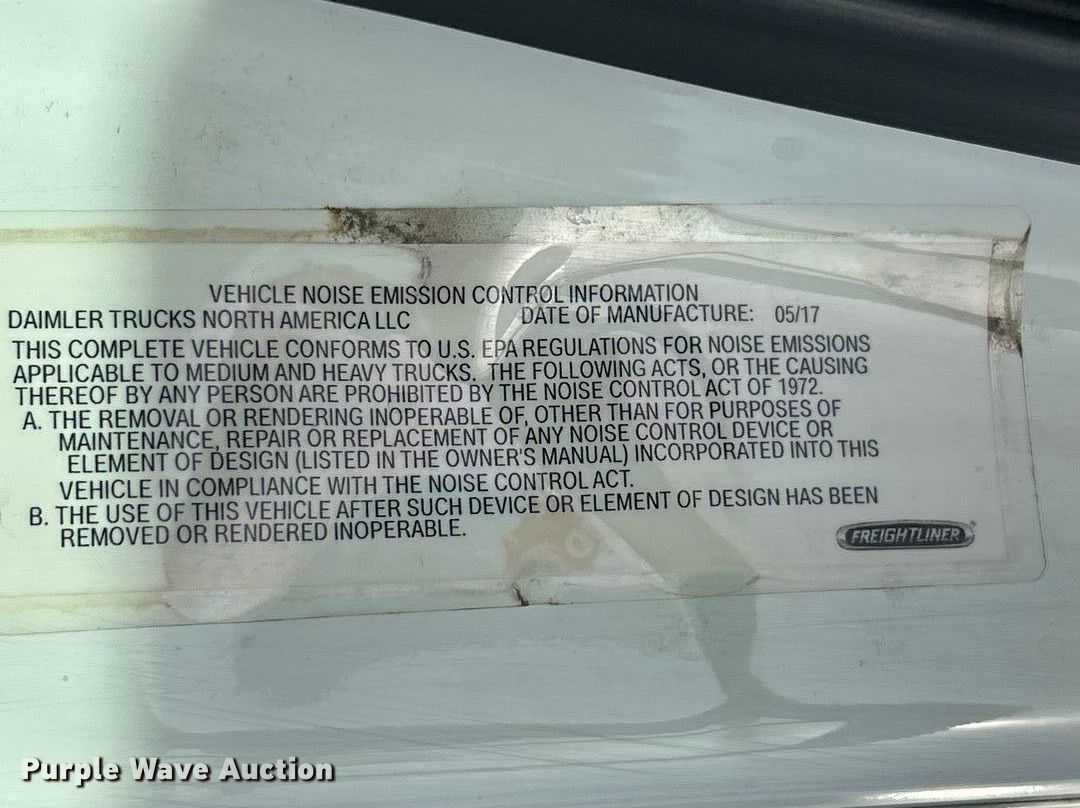 VEHICLE NOISE EMISSION CONTROL INFORMATION
DAIMLER TRUCKS NORTH AMERICA LLC DATE OF MANUFACTURE: 05/17
THIS COMPLETE VEHICLE CONFORMS TO U.S. EPA REGULATIONS FOR NOISE EMISSIONS
APPLICABLE TO MEDIUM AND HEAVY TRUCKS. THE FOLLOWING ACTS, OR THE CAUSING
THEREOF BY ANY PERSON ARE PROHIBITED BY THE NOISE CONTROL ACT OF 1972.
A. THE REMOVAL OR RENDERING INOPERABLE OF, OTHER THAN FOR PURPOSES OF
MAINTENANCE, REPAIR OR REPLACEMENT OF ANY NOISE CONTROL DEVICE OR
ELEMENT OF DESIGN (LISTED IN THE OWNER'S MANUAL) INCORPORATED INTO THIS
VEHICLE IN COMPLIANCE WITH THE NOISE CONTROL ACT.
B. THE USE OF THIS VEHICLE AFTER SUCH DEVICE OR ELEMENT OF DESIGN HAS BEEN
REMOVED OR RENDERED INOPERABLE.
FREIGHTLINER
Purple Wave Auction